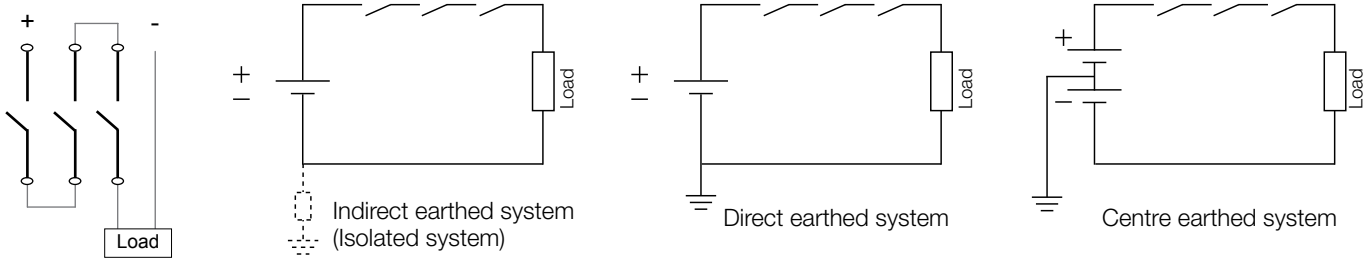 + -
Load
+
–
Load
Indirect earthed system
(Isolated system)
+
–
Load
Direct earthed system
+
–
Load
Centre earthed system